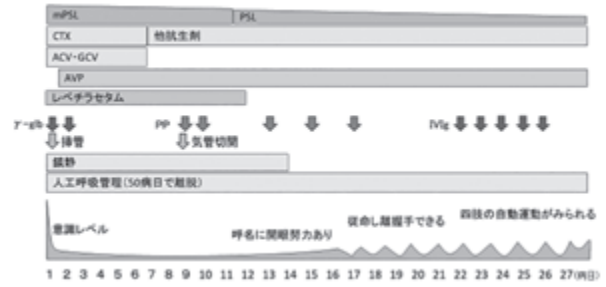 mPSL PSL
CTX 他抗生剤
ACV・GCV
AVP
レベチラセタム
γ-glb PP IVIg
挿管 気管切開
鎮静
人工呼吸管理(50病日で離脱)
意識レベル 呼名に開眼努力あり 従命し離握手できる 四肢の自動運動がみられる
1 2 3 4 5 6 7 8 9 10 11 12 13 14 15 16 17 18 19 20 21 22 23 24 25 26 27(病日)